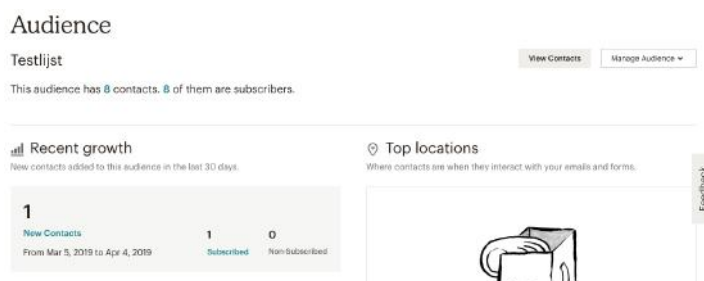 Audience
Testlijst
View Contacts
Manage Audience
This audience has 8 contacts. 8 of them are subscribers.
Recent growth
New contacts added to this audience in the last 30 days.
Top locations
Where contacts are when they interact with your emails and forms.
Feedback
1
New Contacts
From Mar 5, 2019 to Apr 4, 2019
1
Subscribed
0
Non-Subscribed